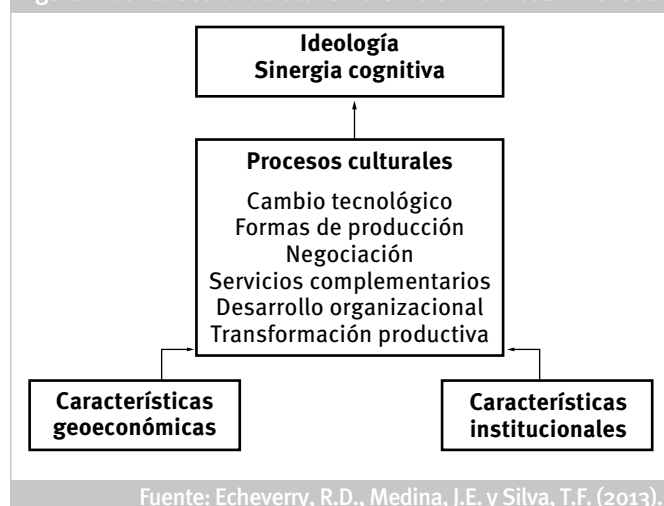 Ideología
Sinergia cognitiva
Procesos culturales
Cambio tecnológico
Formas de producción
Negociación
Servicios complementarios
Desarrollo organizacional
Transformación productiva
Características
geoeconómicas
Características
institucionales
Fuente: Echeverry, R.D., Medina, J.E. y Silva, T.F. (2013).